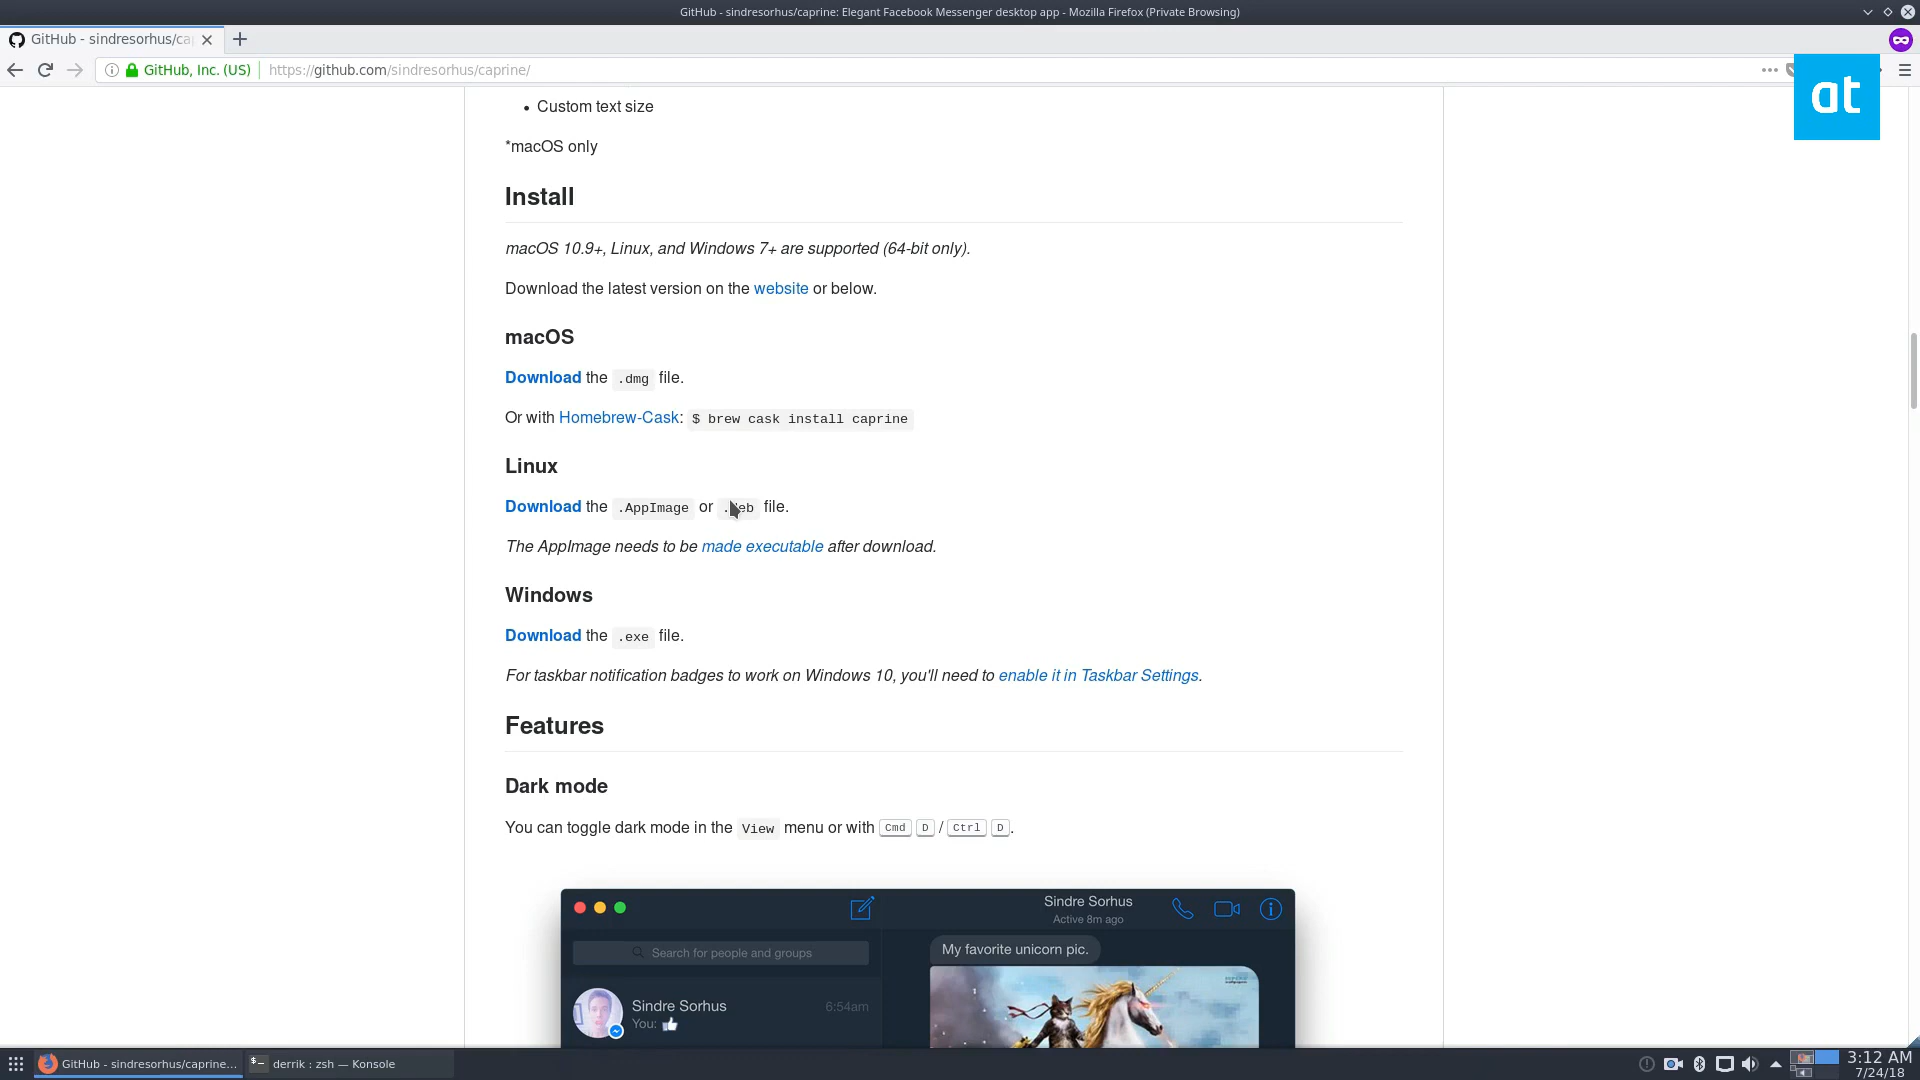 GitHub - sindresorhus/caprine: Elegant Facebook Messenger desktop app - Mozilla Firefox (Private Browsing)
GitHub - sindresorhus/ca
GitHub, Inc. (US) https://github.com/sindresorhus/caprine/
at
• Custom text size
*macOS only
Install
macOS 10.9+, Linux, and Windows 7+ are supported (64-bit only).
Download the latest version on the website or below.
macOS
Download the .dmg file.
Or with Homebrew-Cask: $ brew cask install caprine
Linux
Download the .AppImage or .deb file.
The AppImage needs to be made executable after download.
Windows
Download the .exe file.
For taskbar notification badges to work on Windows 10, you'll need to enable it in Taskbar Settings.
Features
Dark mode
You can toggle dark mode in the View menu or with Cmd D / Ctrl D.
Sindre Sorhus
Active 8m ago
Search for people and groups
My favorite unicorn pic.
Sindre Sorhus 6:54am
You: 👍
GitHub - sindresorhus/caprine...
derrik : zsh — Konsole
3:12 AM
7/24/18